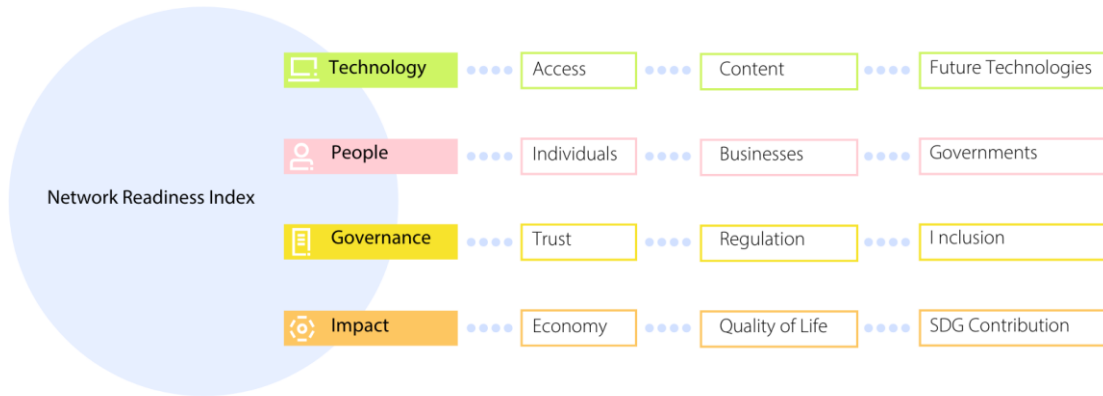 Technology
Access
Content
Future Technologies
People
Individuals
Businesses
Governments
Network Readiness Index
Governance
Trust
Regulation
I nclusion
Impact
Economy
Quality of Life
SDG Contribution